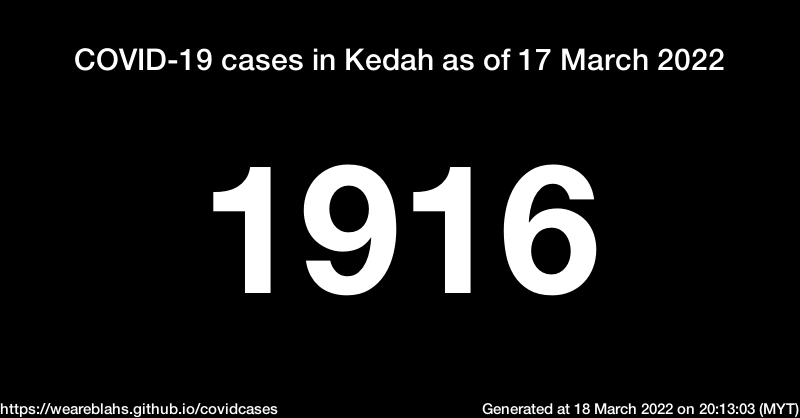 COVID-19 cases in Kedah as of 17 March 2022
1916
https://weareblahs.github.io/covidcases
Generated at 18 March 2022 on 20:13:03 (MYT)